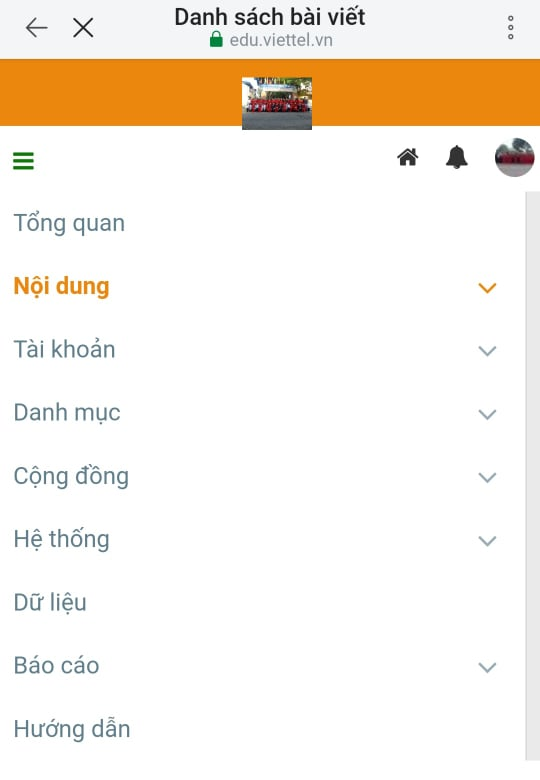 Danh sách bài viết
edu.viettel.vn
Tổng quan
Nội dung
Tài khoản
Danh mục
Cộng đồng
Hệ thống
Dữ liệu
Báo cáo
Hướng dẫn